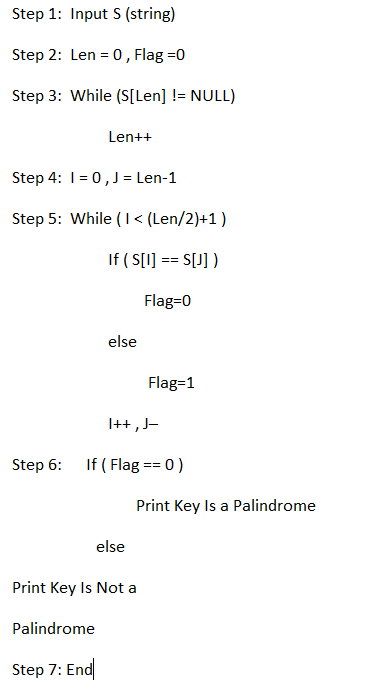 Step 1:  Input S (string)
Step 2:  Len = 0 , Flag =0
Step 3:  While (S[Len] != NULL)
Len++
Step 4:  I = 0 , J = Len-1
Step 5:  While ( I < (Len/2)+1 )
If ( S[I] == S[J] )
Flag=0
else
Flag=1
I++ , J–
Step 6:     If ( Flag == 0 )
Print Key Is a Palindrome
else
Print Key Is Not a
Palindrome
Step 7: End